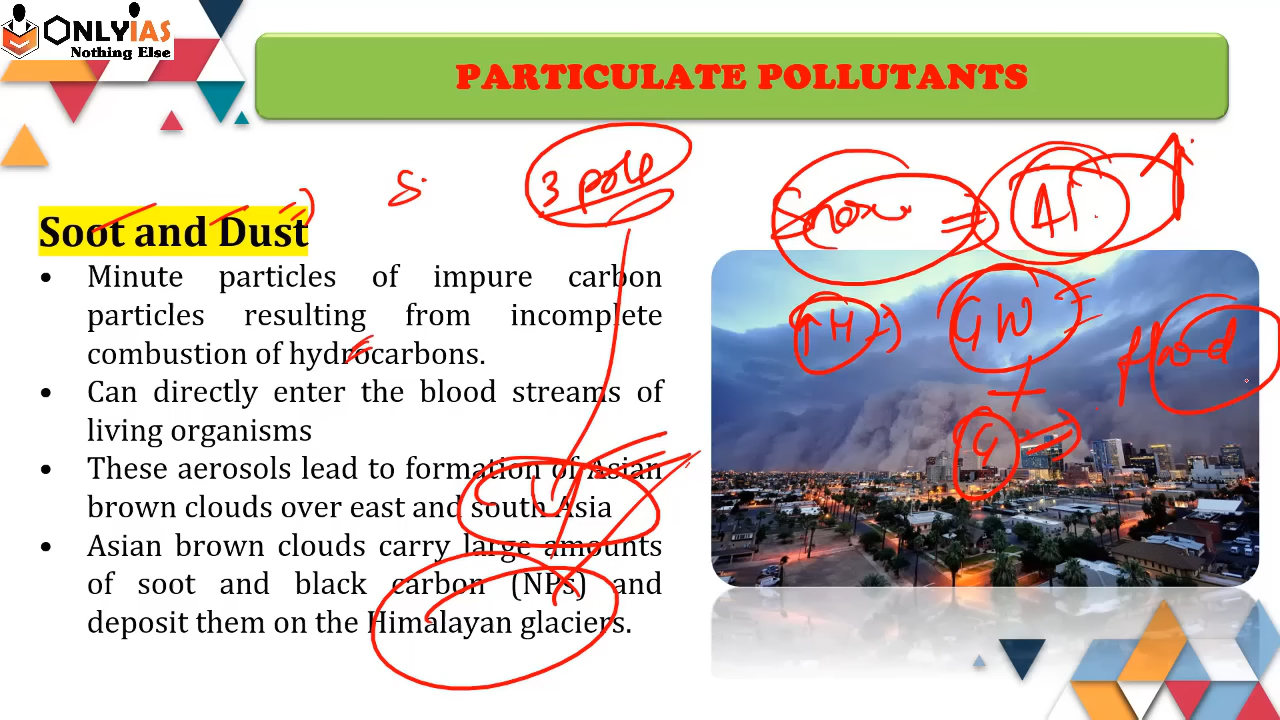 ONLYIAS
Nothing Else
PARTICULATE POLLUTANTS
3 pole
Snow = Al ↑
Soot and Dust
• Minute particles of impure carbon
particles resulting from incomplete
combustion of hydrocarbons.
• Can directly enter the blood streams of
living organisms
• These aerosols lead to formation of Asian
brown clouds over east and south Asia
• Asian brown clouds carry large amounts
of soot and black carbon (NPs) and
deposit them on the Himalayan glaciers.
↑H ⇒ GW =
+
G ⇒
flood